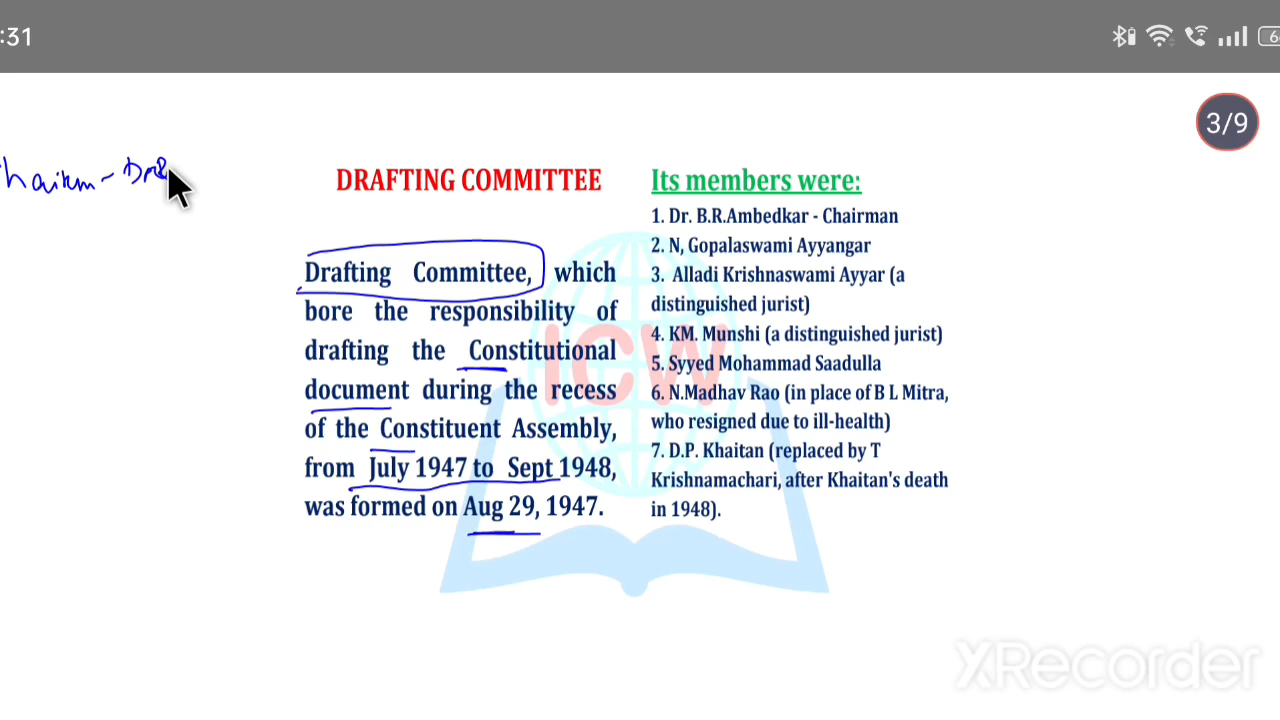 :31
3/9
DRAFTING COMMITTEE
Drafting Committee, which
bore the responsibility of
drafting the Constitutional
document during the recess
of the Constituent Assembly,
from July 1947 to Sept 1948,
was formed on Aug 29, 1947.
Its members were:
1. Dr. B.R.Ambedkar - Chairman
2. N, Gopalaswami Ayyangar
3. Alladi Krishnaswami Ayyar (a
distinguished jurist)
4. KM. Munshi (a distinguished jurist)
5. Syyed Mohammad Saadulla
6. N.Madhav Rao (in place of B L Mitra,
who resigned due to ill-health)
7. D.P. Khaitan (replaced by T
Krishnamachari, after Khaitan's death
in 1948).
ICW
XRecorder